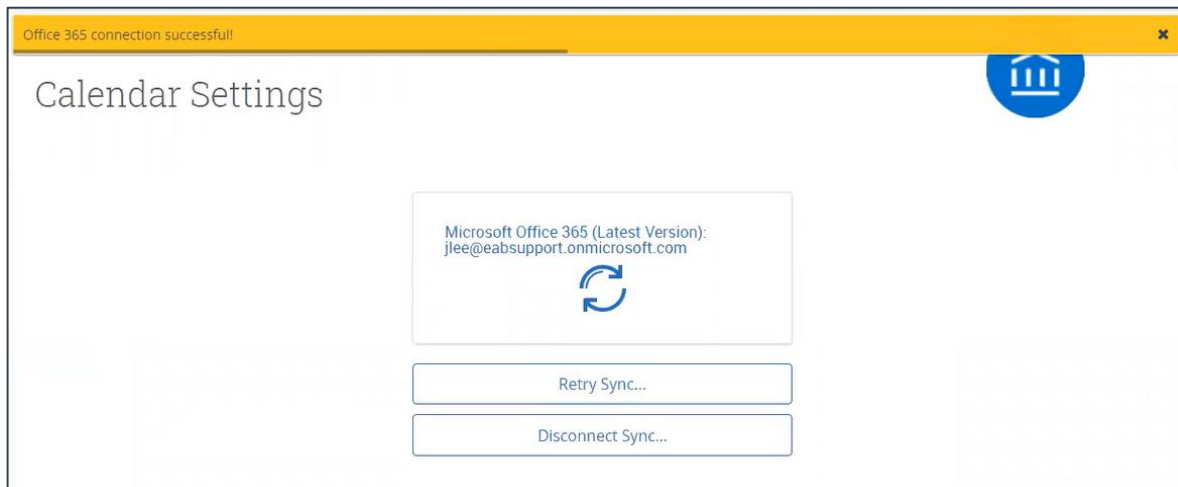 Office 365 connection successful!
Calendar Settings
Microsoft Office 365 (Latest Version):
jlee@eabsupport.onmicrosoft.com
Retry Sync...
Disconnect Sync...